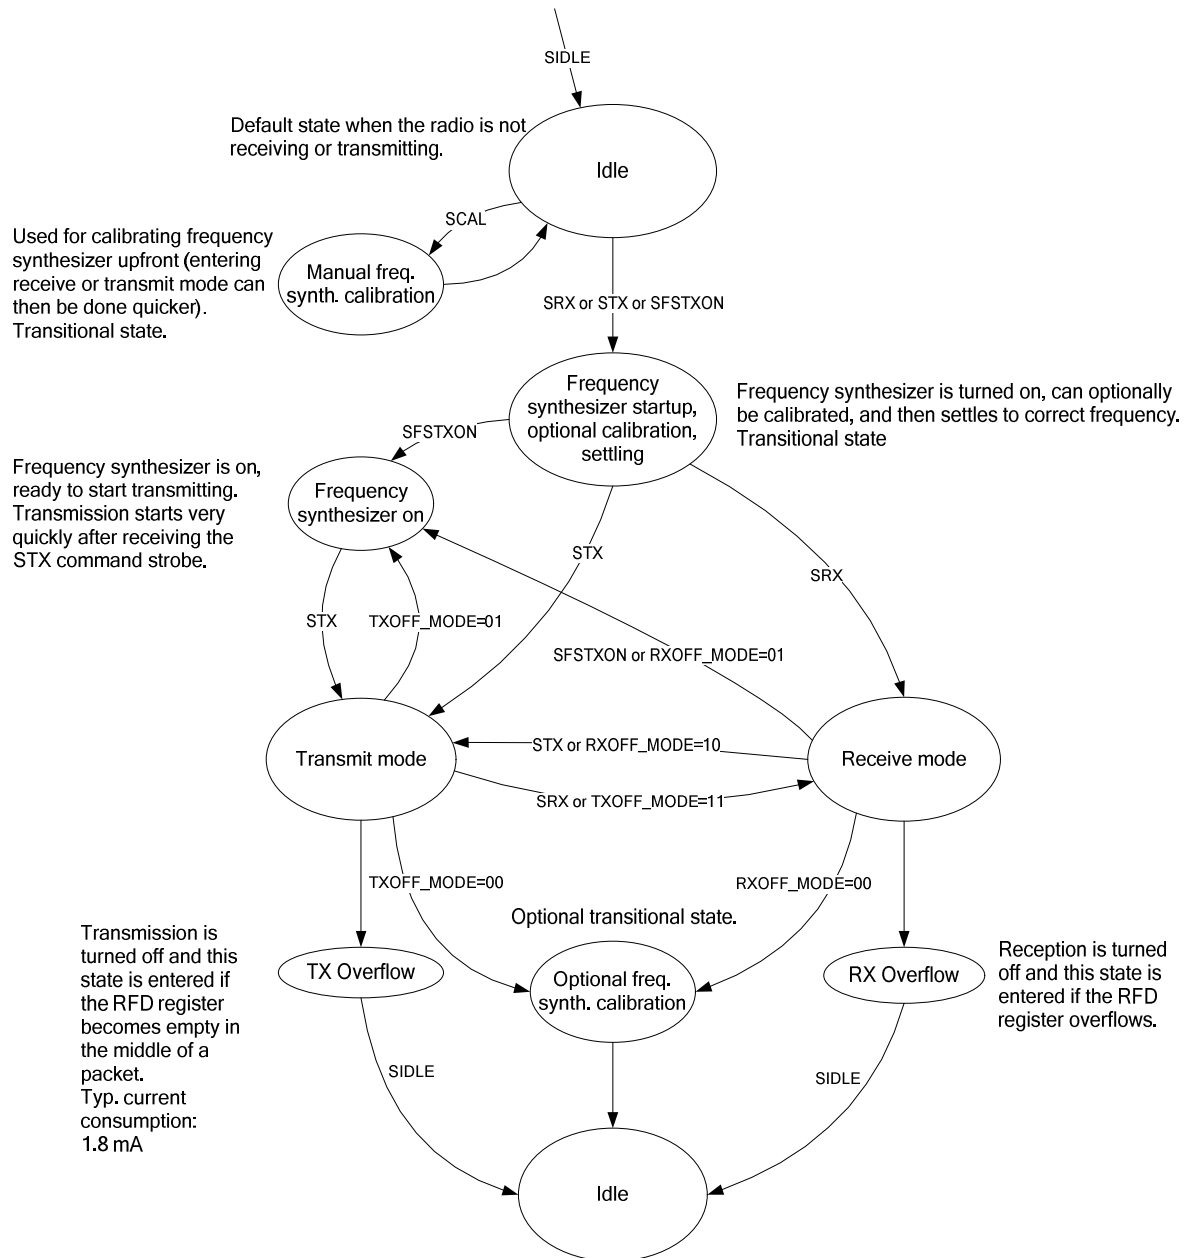 SIDLE
Default state when the radio is not
receiving or transmitting.
Idle
SCAL
Used for calibrating frequency
synthesizer upfront (entering
receive or transmit mode can
then be done quicker).
Transitional state.
Manual freq.
synth. calibration
SRX or STX or SFSTXON
Frequency
synthesizer startup,
optional calibration,
settling
Frequency synthesizer is turned on, can optionally
be calibrated, and then settles to correct frequency.
Transitional state
SFSTXON
Frequency synthesizer is on,
ready to start transmitting.
Transmission starts very
quickly after receiving the
STX command strobe.
Frequency
synthesizer on
STX
SRX
STX
TXOFF_MODE=01
SFSTXON or RXOFF_MODE=01
Transmit mode
STX or RXOFF_MODE=10
Receive mode
SRX or TXOFF_MODE=11
TXOFF_MODE=00
RXOFF_MODE=00
Optional transitional state.
Transmission is
turned off and this
state is entered if
the RFD register
becomes empty in
the middle of a
packet.
Typ. current
consumption:
1.8 mA
TX Overflow
Optional freq.
synth. calibration
RX Overflow
Reception is turned
off and this state is
entered if the RFD
register overflows.
SIDLE
SIDLE
Idle